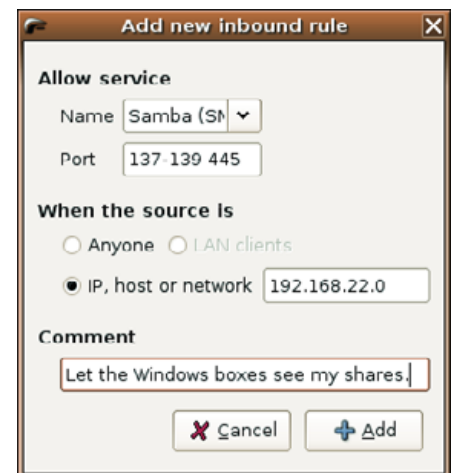 Add new inbound rule
Allow service
Name Samba (SM
Port 137-139 445
When the source is
Anyone LAN clients
IP, host or network 192.168.22.0
Comment
Let the Windows boxes see my shares.
Cancel Add